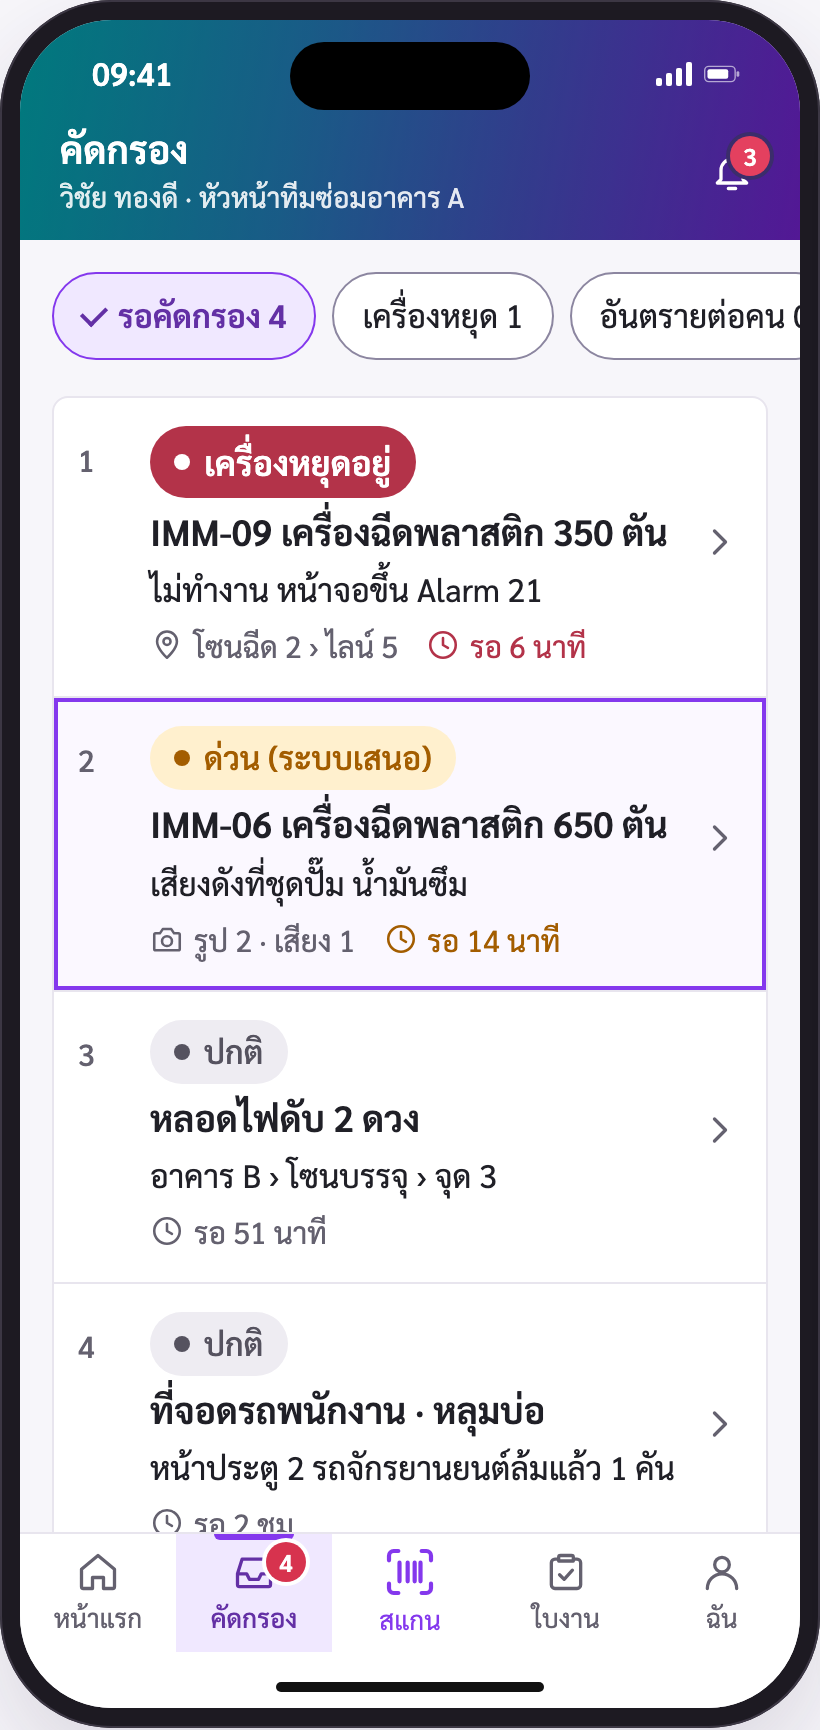 09:41
คัดกรอง
วิชัย ทองดี · หัวหน้าทีมซ่อมอาคาร A
3
รอคัดกรอง 4
เครื่องหยุด 1
อันตรายต่อคน
1
เครื่องหยุดอยู่
IMM-09 เครื่องฉีดพลาสติก 350 ตัน
ไม่ทำงาน หน้าจอขึ้น Alarm 21
โซนฉีด 2 › ไลน์ 5 รอ 6 นาที
2
ด่วน (ระบบเสนอ)
IMM-06 เครื่องฉีดพลาสติก 650 ตัน
เสียงดังที่ชุดปั๊ม น้ำมันซึม
รูป 2 · เสียง 1 รอ 14 นาที
3
ปกติ
หลอดไฟดับ 2 ดวง
อาคาร B › โซนบรรจุ › จุด 3
รอ 51 นาที
4
ปกติ
ที่จอดรถพนักงาน · หลุมบ่อ
หน้าประตู 2 รถจักรยานยนต์ล้มแล้ว 1 คัน
รอ 2 ชม
4
หน้าแรก คัดกรอง สแกน ใบงาน ฉัน